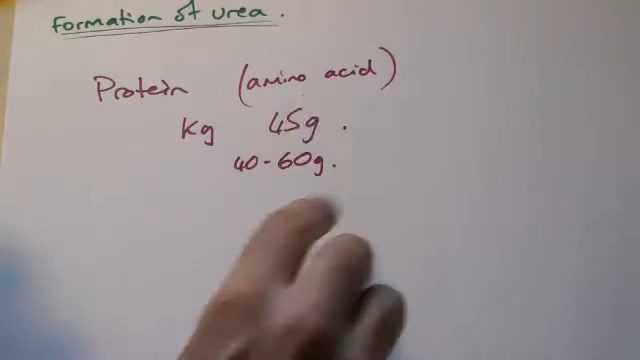 Formation of urea.
Protein (amino acid)
Kg 45g.
40-60g.